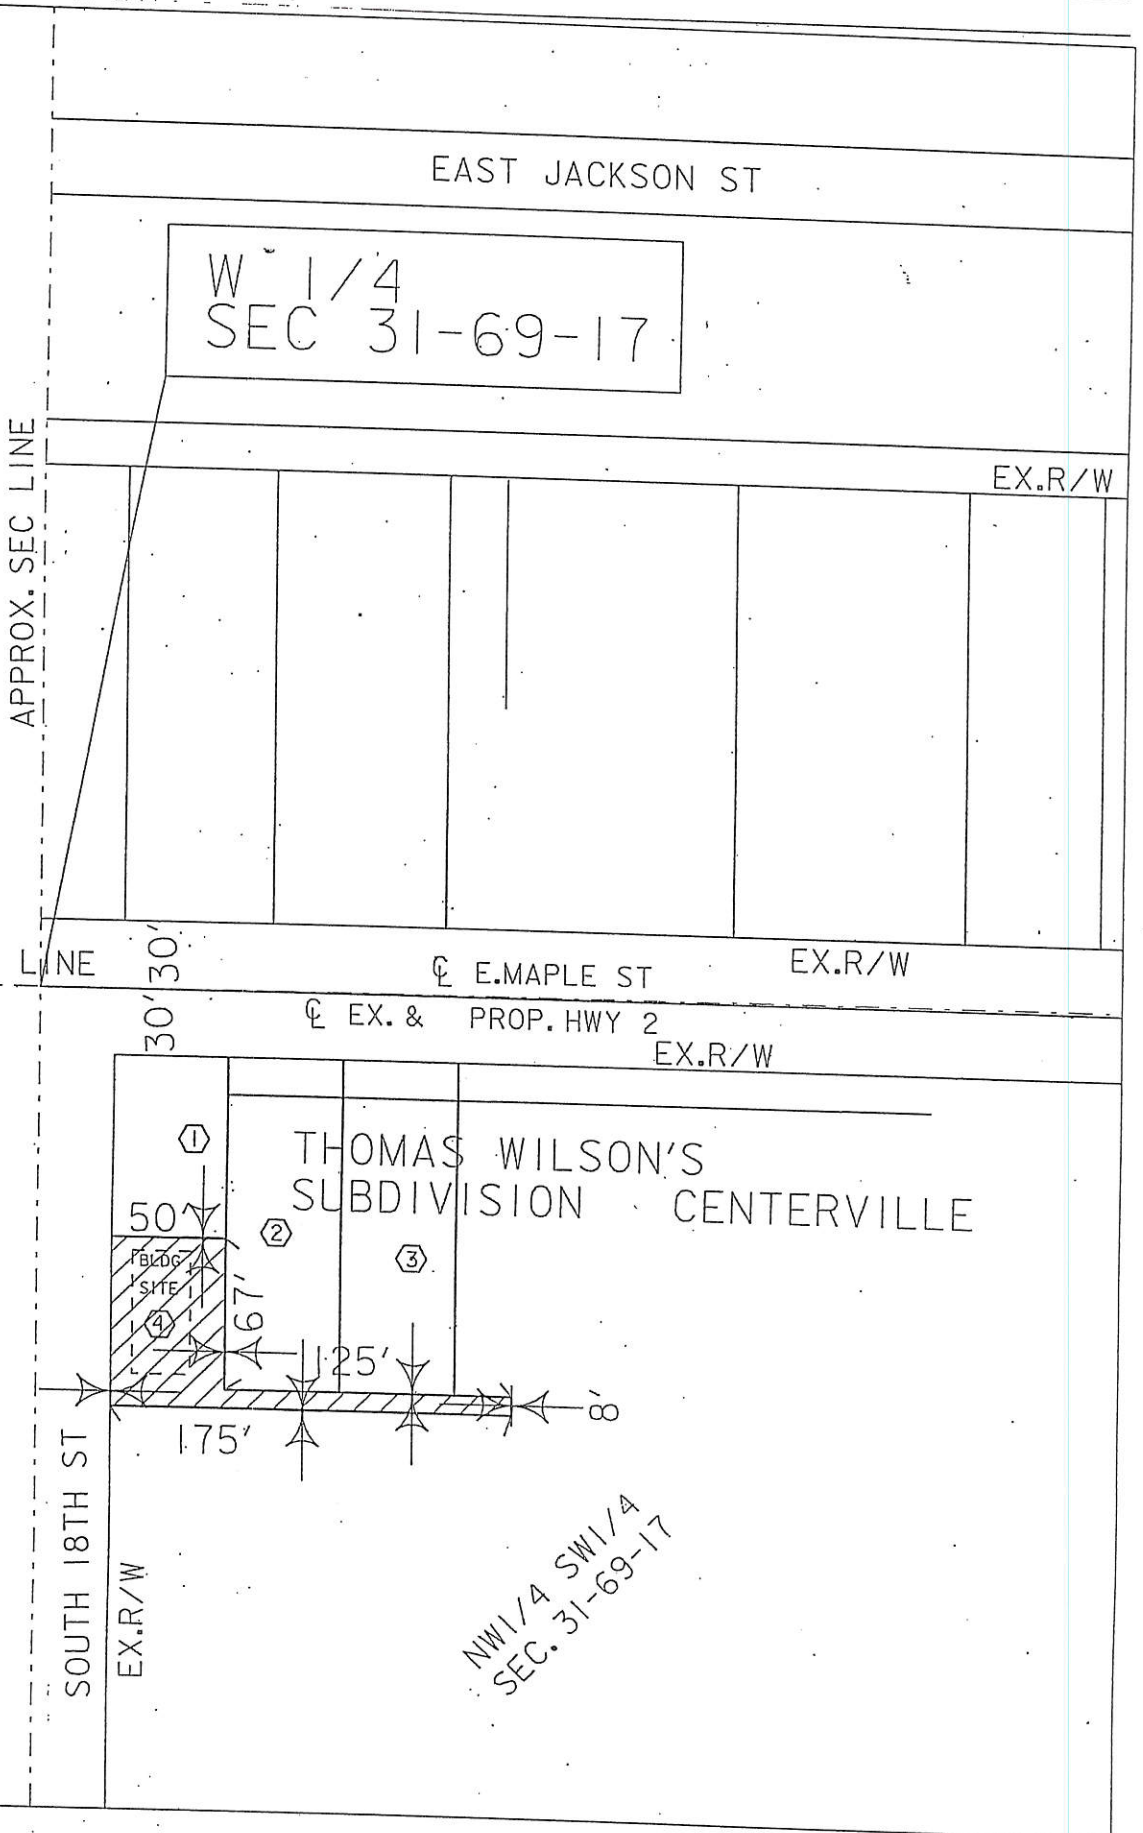 EAST JACKSON ST
W 1/4
SEC 31-69-17
APPROX. SEC LINE
EX.R/W
LINE
30' 30'
℄ E.MAPLE ST
EX.R/W
℄ EX. & PROP. HWY 2
EX.R/W
1
THOMAS WILSON'S
SUBDIVISION CENTERVILLE
50'
2
3
BLDG
SITE
4
67'
125'
8'
175'
SOUTH 18TH ST
EX.R/W
NW1/4 SW1/4
SEC. 31-69-17